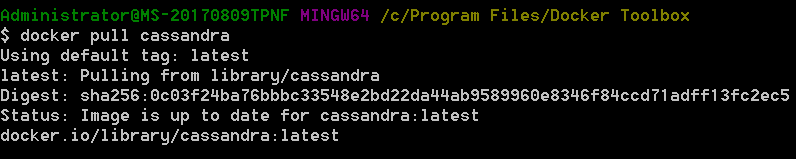 Administrator@MS-20170809TPNF MINGW64 /c/Program Files/Docker Toolbox
$ docker pull cassandra
Using default tag: latest
latest: Pulling from library/cassandra
Digest: sha256:0c03f24ba76bbbc33548e2bd22da44ab9589960e8346f84ccd71adff13fc2ec5
Status: Image is up to date for cassandra:latest
docker.io/library/cassandra:latest